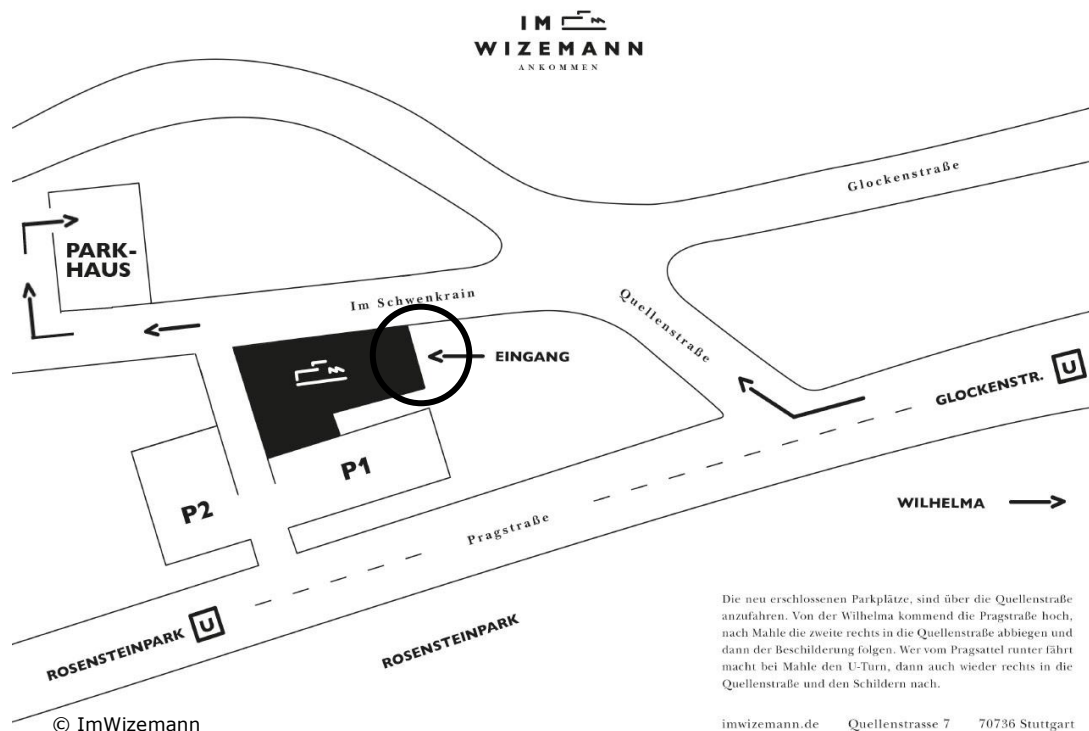 IM
WIZEMANN
ANKOMMEN
Glockenstraße
PARK-
HAUS
Im Schwenkrain
Quellenstraße
EINGANG
GLOCKENSTR. U
P1
P2
WILHELMA
Pragstraße
ROSENSTEINPARK U
ROSENSTEINPARK
Die neu erschlossenen Parkplätze, sind über die Quellenstraße
anzufahren. Von der Wilhelma kommend die Pragstraße hoch,
nach Mahle die zweite rechts in die Quellenstraße abbiegen und
dann der Beschilderung folgen. Wer vom Pragsattel runter fährt
macht bei Mahle den U-Turn, dann auch wieder rechts in die
Quellenstraße und den Schildern nach.
imwizemann.de Quellenstrasse 7 70736 Stuttgart
© ImWizemann